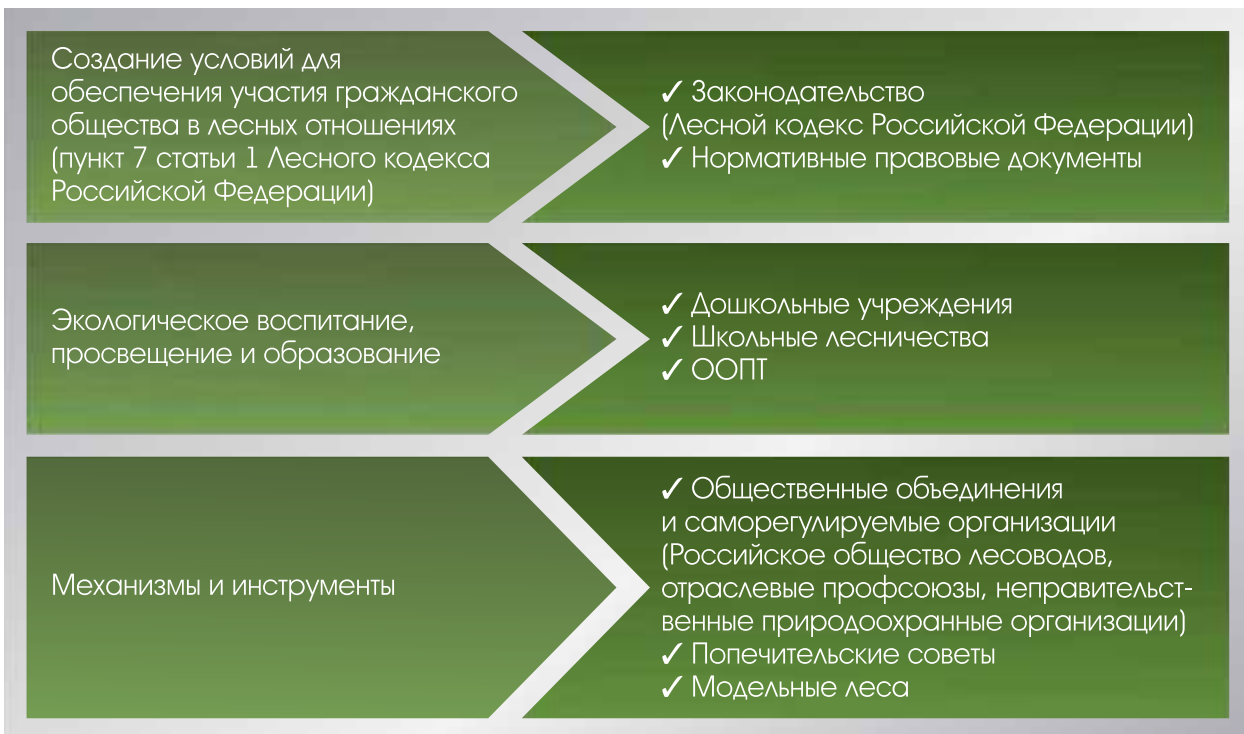 Создание условий для
обеспечения участия гражданского
общества в лесных отношениях
(пункт 7 статьи 1 Лесного кодекса
Российской Федерации)
✓ Законодательство
(Лесной кодекс Российской Федерации)
✓ Нормативные правовые документы
Экологическое воспитание,
просвещение и образование
✓ Дошкольные учреждения
✓ Школьные лесничества
✓ ООПТ
Механизмы и инструменты
✓ Общественные объединения
и саморегулируемые организации
(Российское общество лесоводов,
отраслевые профсоюзы, неправительст-
венные природоохранные организации)
✓ Попечительские советы
✓ Модельные леса